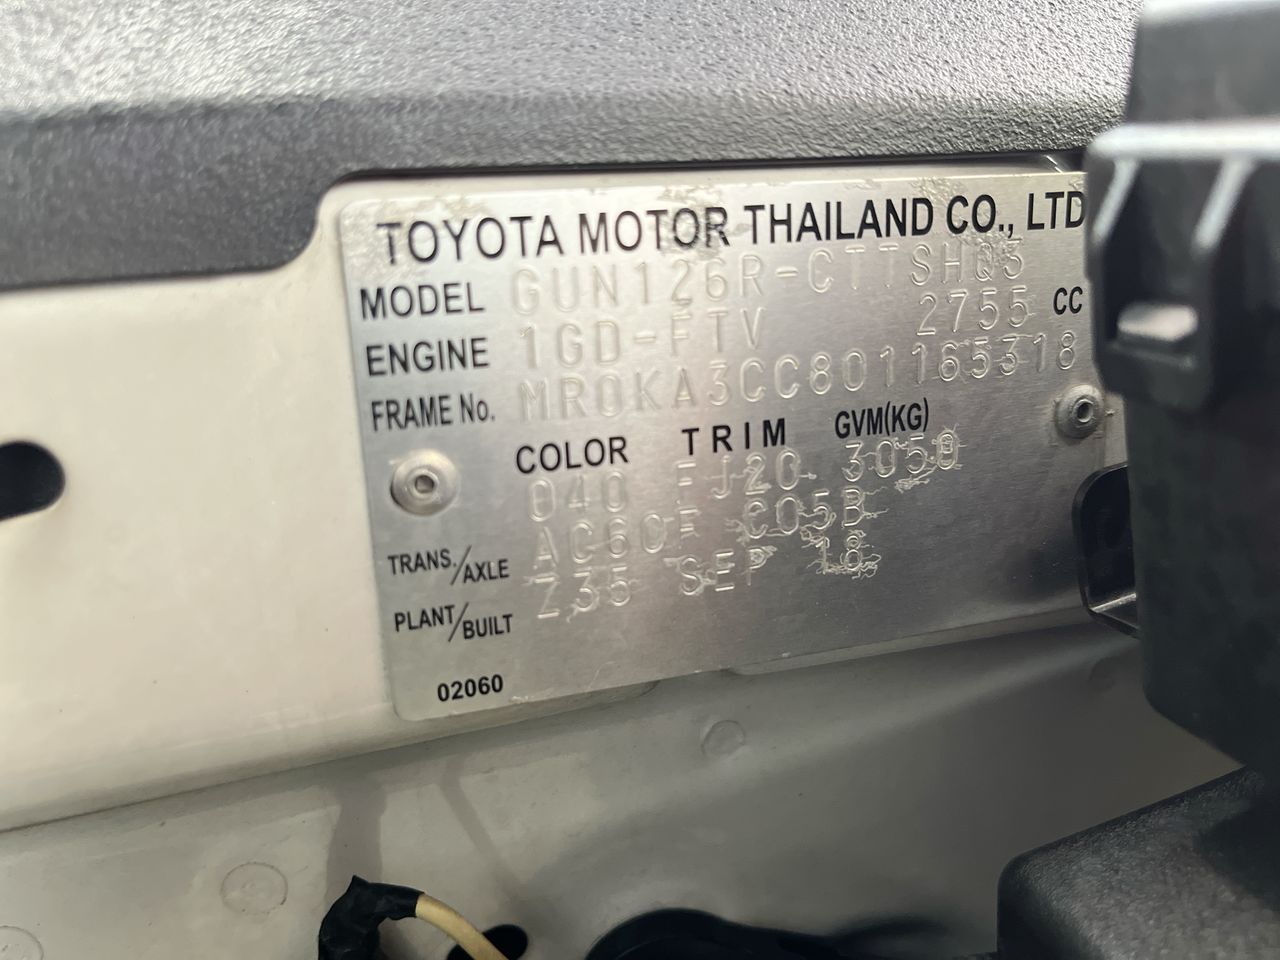 TOYOTA MOTOR THAILAND CO., LTD
MODEL GUN126R-CTTSHQ3
ENGINE 1GD-FTV 2755 CC
FRAME No. MR0KA3CC801165318
COLOR TRIM GVM(KG)
040 FJ20 3050
TRANS./AXLE AC60F C05B
PLANT/BUILT Z35 SEP 18
02060